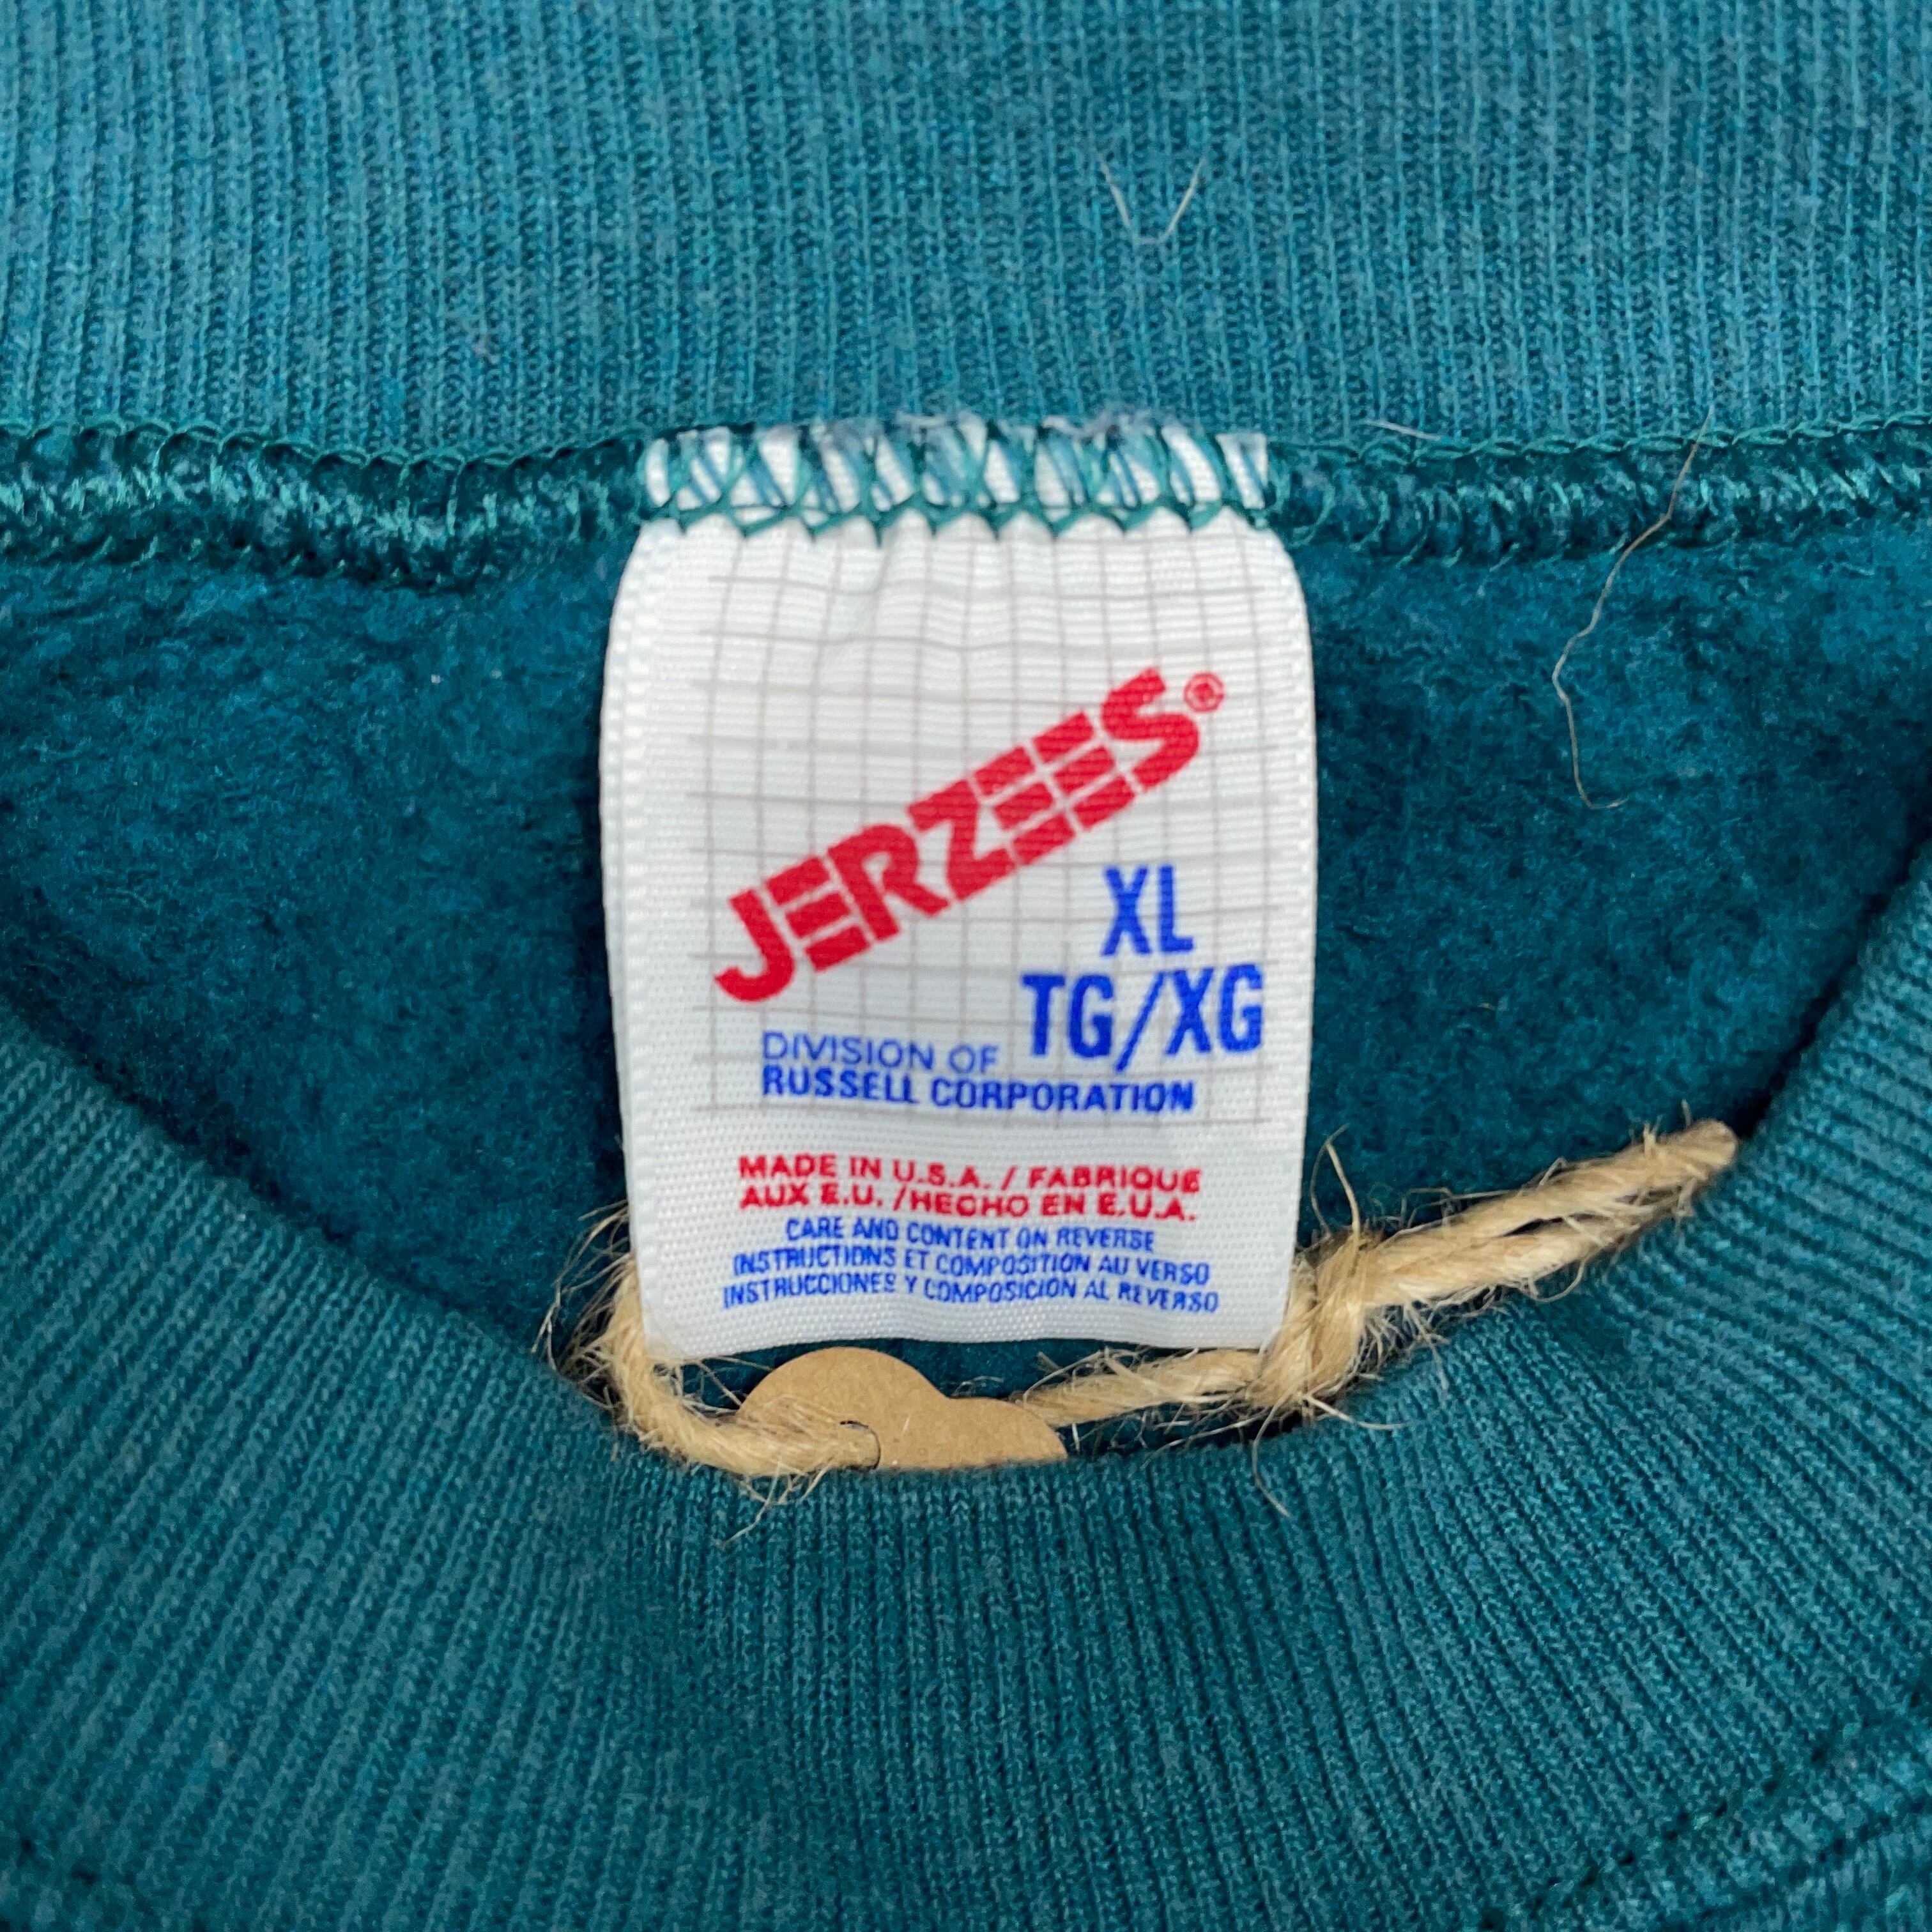 JERZEES®
XL
TG/XG
DIVISION OF
RUSSELL CORPORATION
MADE IN U.S.A. / FABRIQUE
AUX E.U. /HECHO EN E.U.A.
CARE AND CONTENT ON REVERSE
INSTRUCTIONS ET COMPOSITION AU VERSO
INSTRUCCIONES Y COMPOSICION AL REVERSO